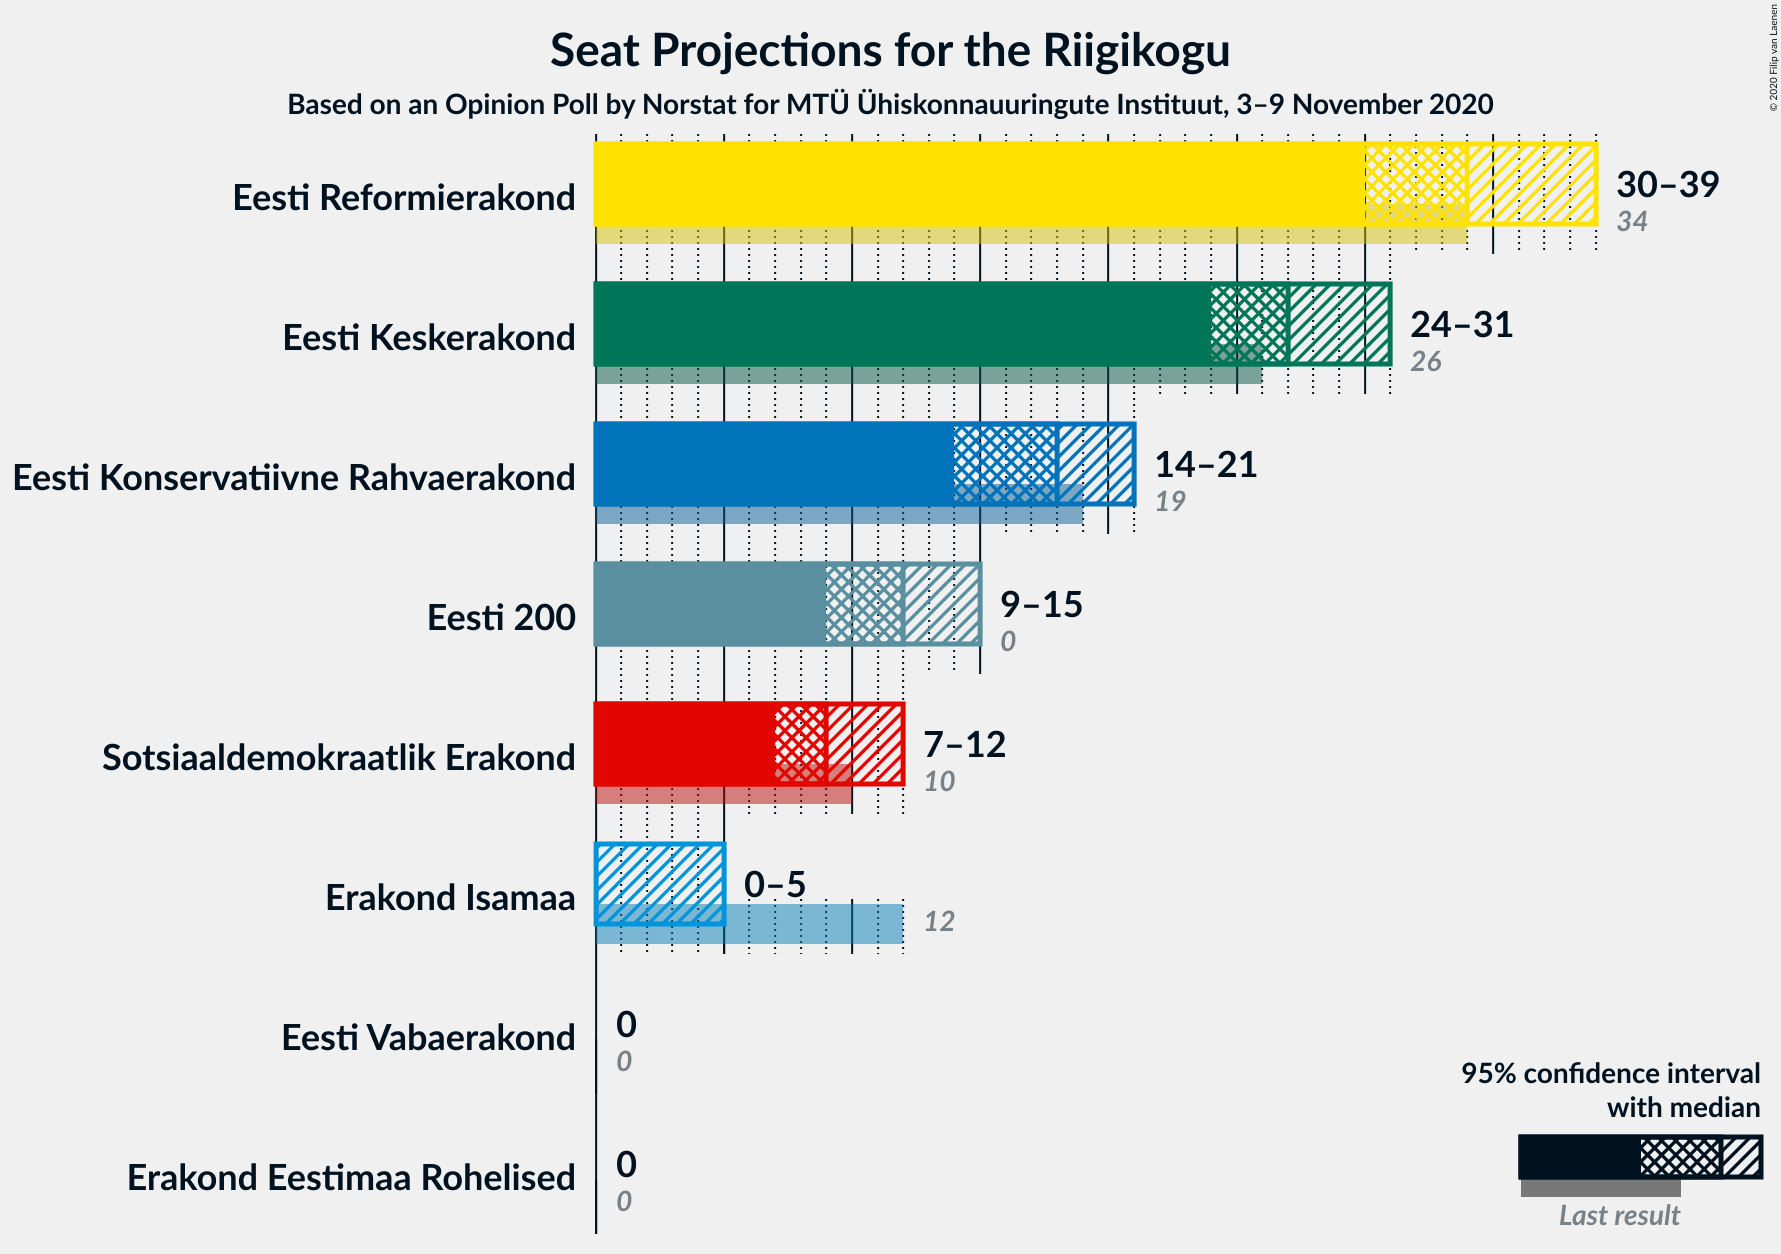 Seat Projections for the Riigikogu
Based on an Opinion Poll by Norstat for MTÜ Ühiskonnauuringute Instituut, 3–9 November 2020
© 2020 Filip van Laenen
Eesti Reformierakond
30–39
34
Eesti Keskerakond
24–31
26
Eesti Konservatiivne Rahvaerakond
14–21
19
Eesti 200
9–15
0
Sotsiaaldemokraatlik Erakond
7–12
10
Erakond Isamaa
0–5
12
Eesti Vabaerakond
0
0
Erakond Eestimaa Rohelised
0
0
95% confidence interval
with median
Last result